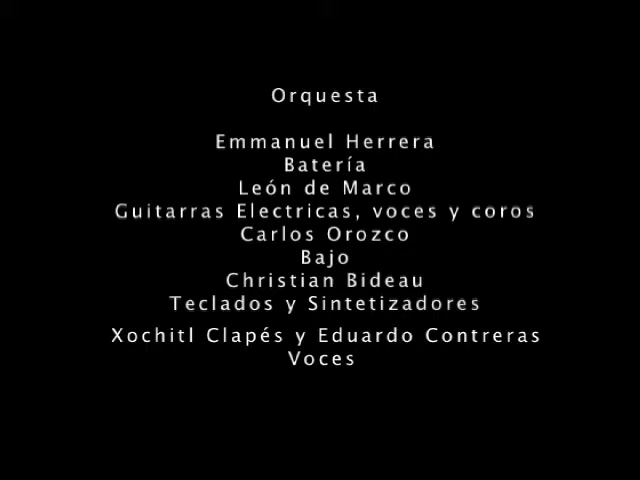 Orquesta
Emmanuel Herrera
Batería
León de Marco
Guitarras Electricas, voces y coros
Carlos Orozco
Bajo
Christian Bideau
Teclados y Sintetizadores
Xochitl Clapés y Eduardo Contreras
Voces